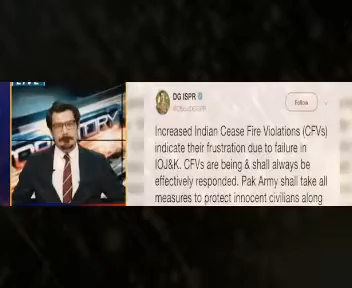 LIVE
DG ISPR
Follow
Increased Indian Cease Fire Violations (CFVs)
indicate their frustration due to failure in
IOJ&K. CFVs are being & shall always be
effectively responded. Pak Army shall take all
measures to protect innocent civilians along